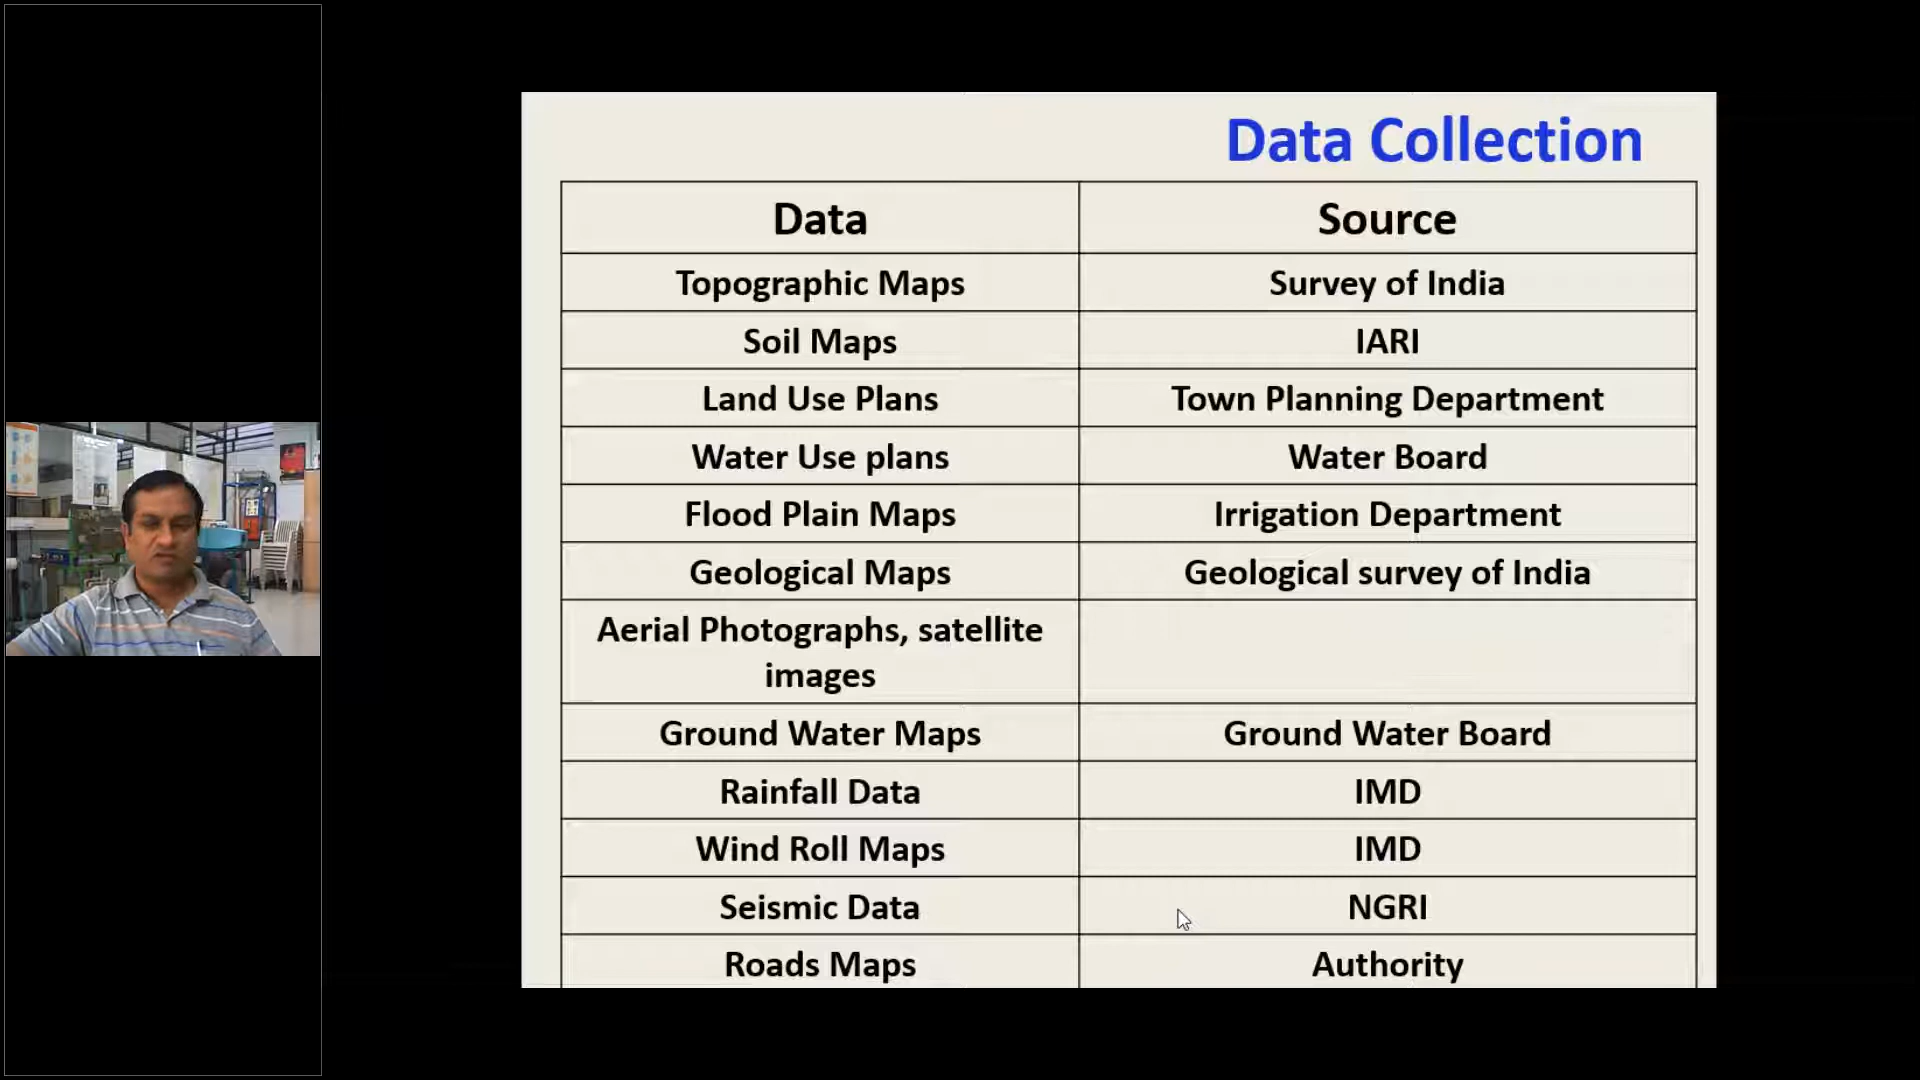 Data Collection
Data Source
Topographic Maps Survey of India
Soil Maps IARI
Land Use Plans Town Planning Department
Water Use plans Water Board
Flood Plain Maps Irrigation Department
Geological Maps Geological survey of India
Aerial Photographs, satellite
images
Ground Water Maps Ground Water Board
Rainfall Data IMD
Wind Roll Maps IMD
Seismic Data NGRI
Roads Maps Authority